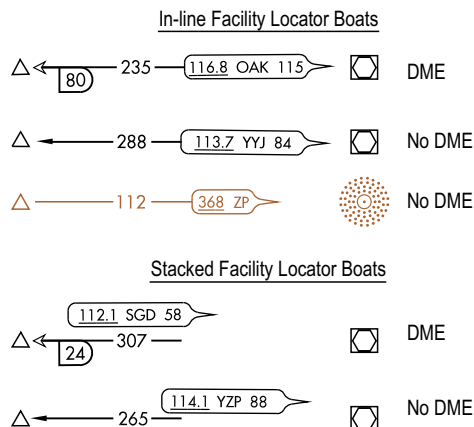 In-line Facility Locator Boats
235 116.8 OAK 115 DME
80
288 113.7 YYJ 84 No DME
112 368 ZP No DME
Stacked Facility Locator Boats
112.1 SGD 58
307 DME
24
114.1 YZP 88
265 No DME